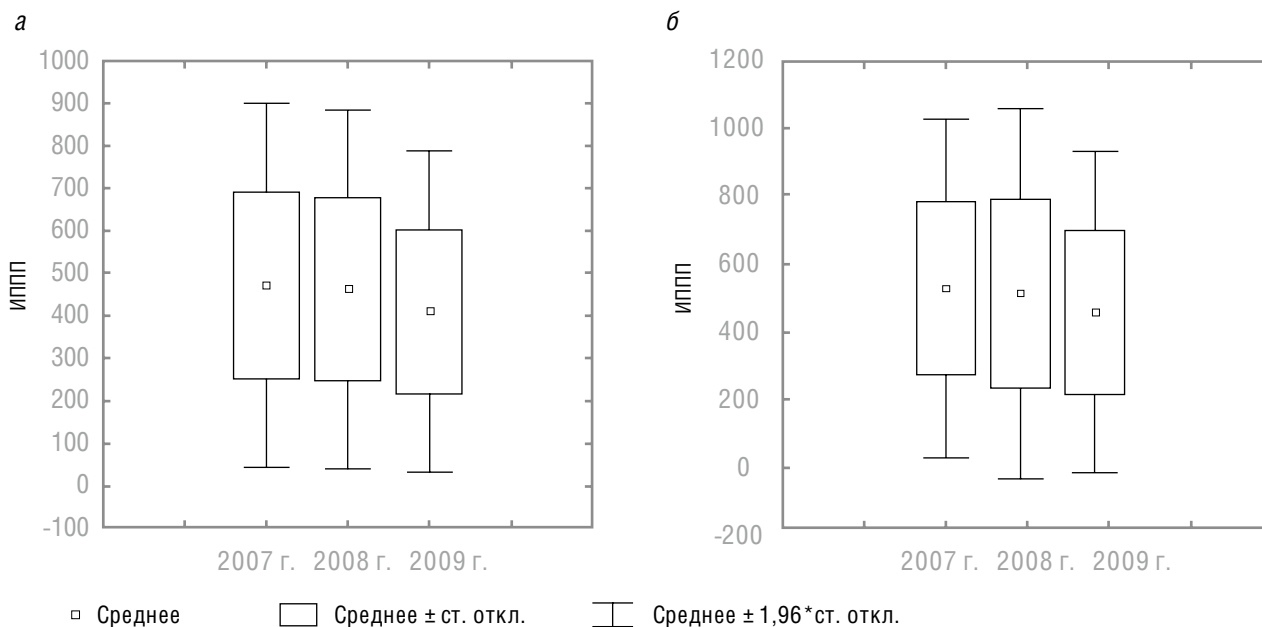 а
1000
900
800
700
600
500
400
300
200
100
0
-100
ИППП
2007 г. 2008 г. 2009 г.
б
1200
1000
800
600
400
200
0
-200
ИППП
2007 г. 2008 г. 2009 г.
Среднее
Среднее ± ст. откл.
Среднее ± 1,96*ст. откл.